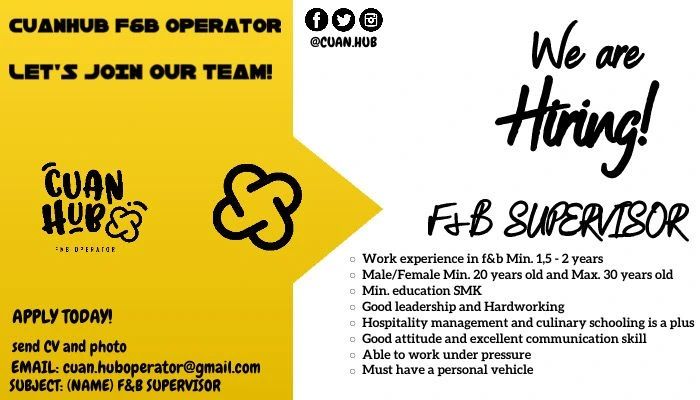 CUANHUB F&B OPERATOR
LET'S JOIN OUR TEAM!
CUAN
HUB
F&B OPERATOR
APPLY TODAY!
send CV and photo
EMAIL: cuan.huboperator@gmail.com
SUBJECT: (NAME) F&B SUPERVISOR
@CUAN.HUB
We are
Hiring!
F&B SUPERVISOR
Work experience in f&b Min. 1,5 - 2 years
Male/Female Min. 20 years old and Max. 30 years old
Min. education SMK
Good leadership and Hardworking
Hospitality management and culinary schooling is a plus
Good attitude and excellent communication skill
Able to work under pressure
Must have a personal vehicle